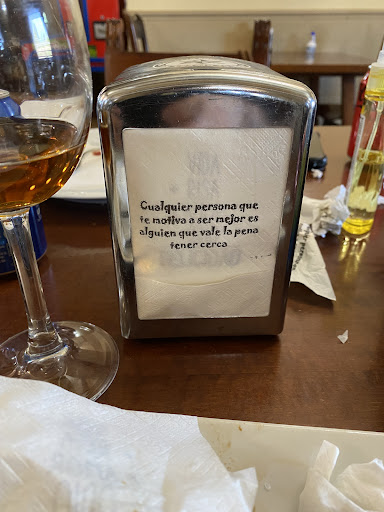 Cualquier persona que
te motiva a ser mejor es
alguien que vale la pena
tener cerca